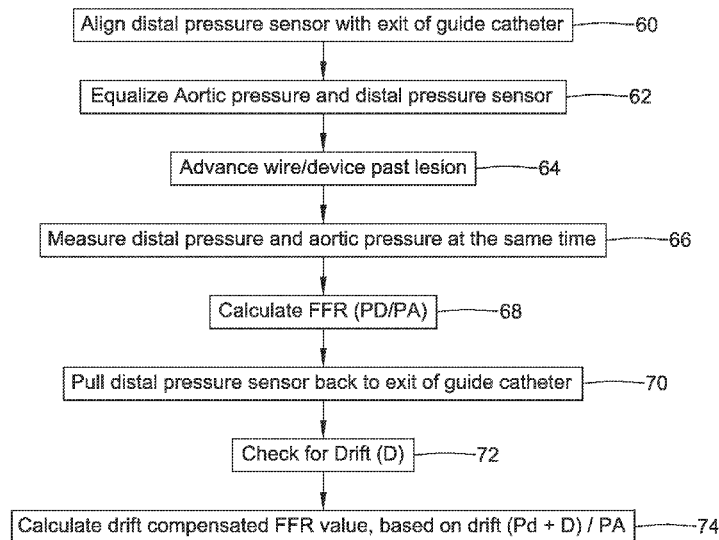 Align distal pressure sensor with exit of guide catheter 60
Equalize Aortic pressure and distal pressure sensor 62
Advance wire/device past lesion 64
Measure distal pressure and aortic pressure at the same time 66
Calculate FFR (PD/PA) 68
Pull distal pressure sensor back to exit of guide catheter 70
Check for Drift (D) 72
Calculate drift compensated FFR value, based on drift (Pd + D) / PA 74